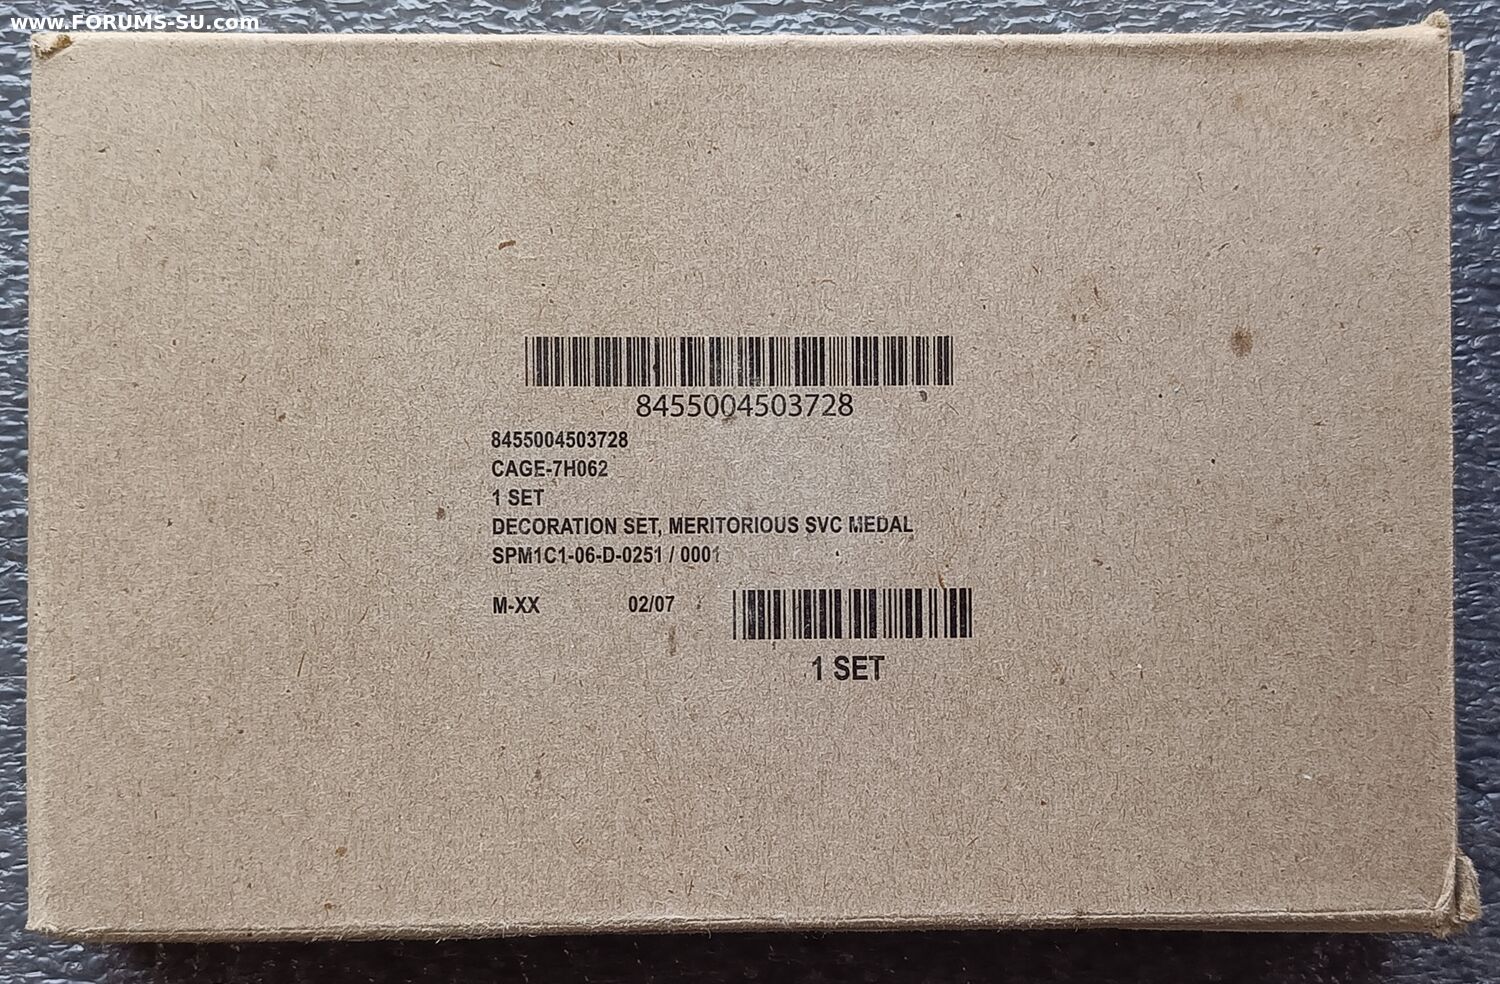 www.FORUMS-SU.com
8455004503728
8455004503728
CAGE-7H062
1 SET
DECORATION SET, MERITORIOUS SVC MEDAL
SPM1C1-06-D-0251 / 0001
M-XX 02/07
1 SET